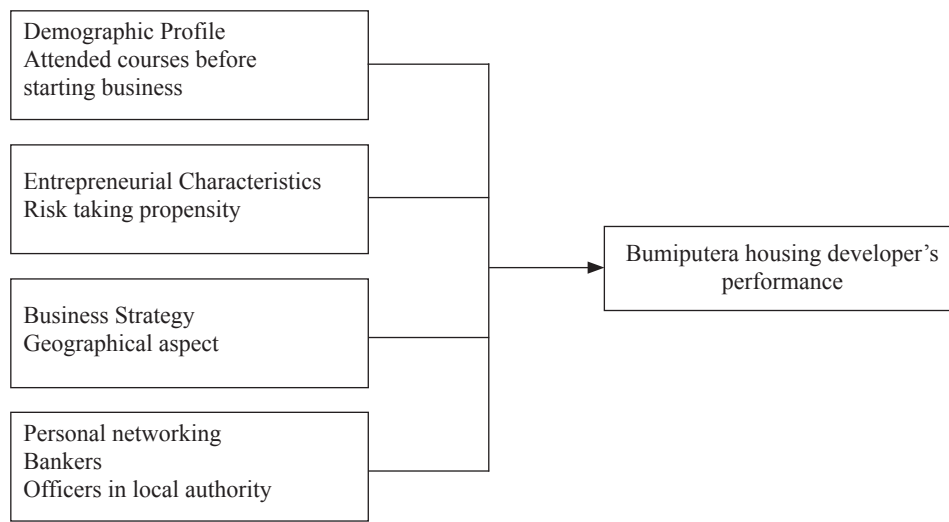 Demographic Profile
Attended courses before
starting business
Entrepreneurial Characteristics
Risk taking propensity
Business Strategy
Geographical aspect
Personal networking
Bankers
Officers in local authority
Bumiputera housing developer’s
performance